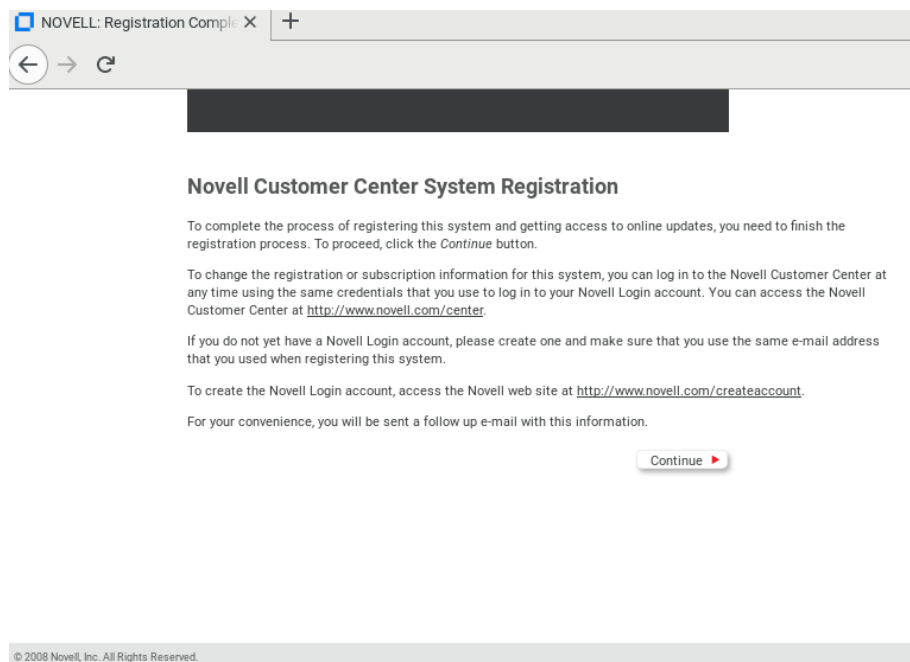 NOVELL: Registration Comple
Novell Customer Center System Registration
To complete the process of registering this system and getting access to online updates, you need to finish the
registration process. To proceed, click the Continue button.
To change the registration or subscription information for this system, you can log in to the Novell Customer Center at
any time using the same credentials that you use to log in to your Novell Login account. You can access the Novell
Customer Center at http://www.novell.com/center.
If you do not yet have a Novell Login account, please create one and make sure that you use the same e-mail address
that you used when registering this system.
To create the Novell Login account, access the Novell web site at http://www.novell.com/createaccount.
For your convenience, you will be sent a follow up e-mail with this information.
Continue
© 2008 Novell, Inc. All Rights Reserved.